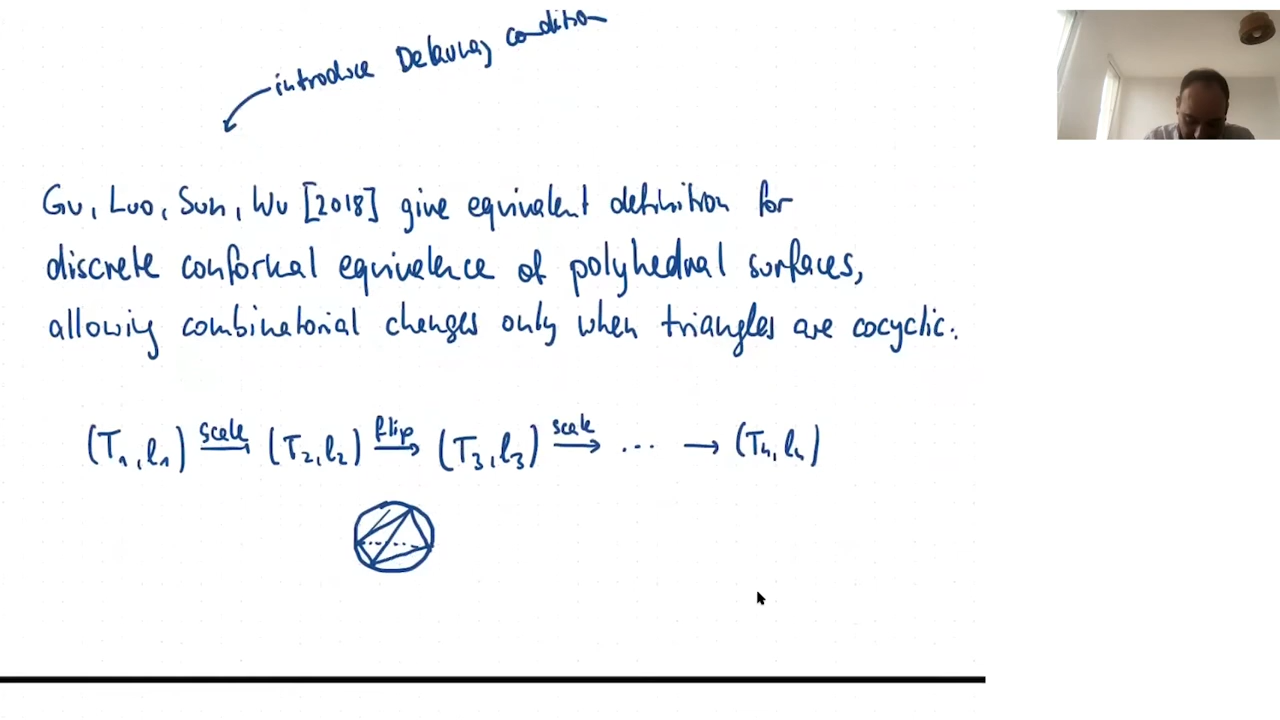 introduce Delaunay condition
Gu, Luo, Sun, Wu [2018] give equivalent definition for
discrete conformal equivalence of polyhedral surfaces,
allowing combinatorial changes only when triangles are cocyclic.
(T₁, l₁) scale→ (T₂, l₂) flip→ (T₃, l₃) scale→ ... → (Tₙ, lₙ)